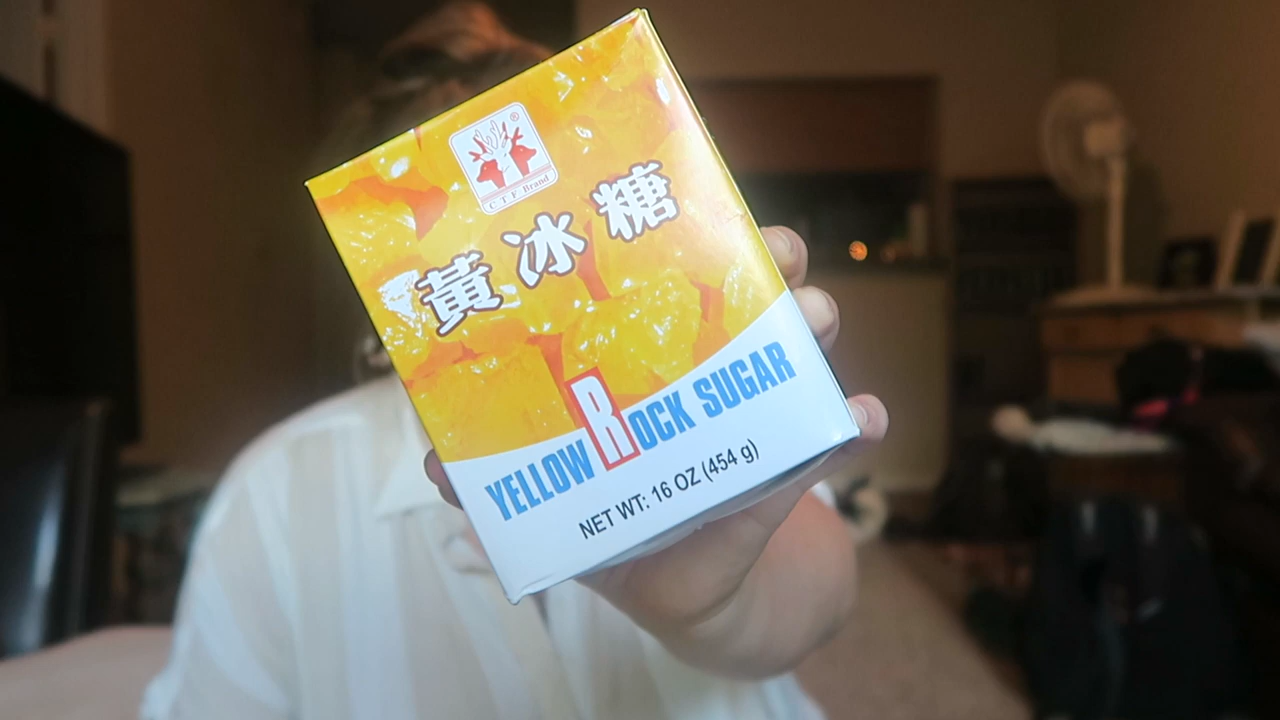 ®
C. T. F. Brand
黃冰糖
YELLOW ROCK SUGAR
NET WT: 16 OZ (454 g)